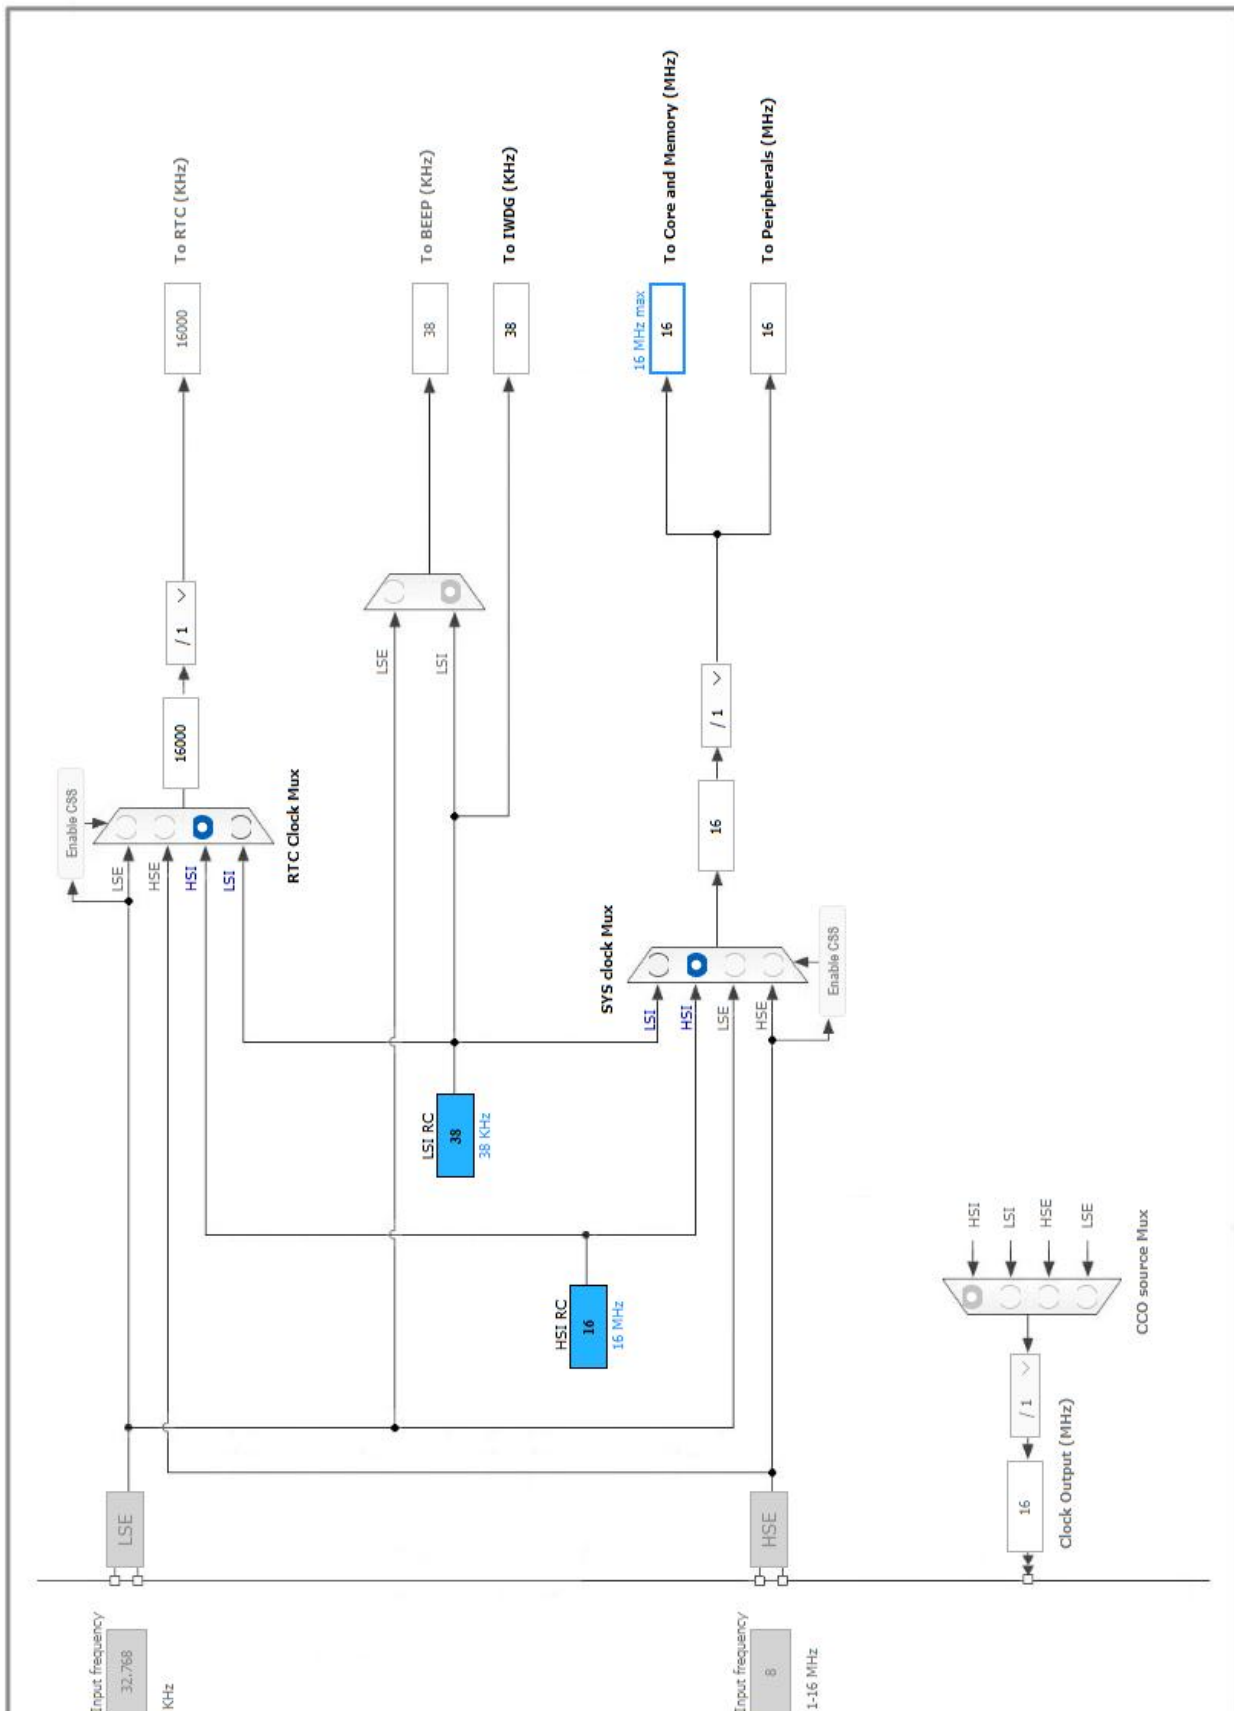 Input frequency
32.768
KHz
LSE
LSE
HSE
HSI
LSI
Enable CSS
RTC Clock Mux
16000
/ 1
16000
To RTC (KHz)
LSE
LSI
38
To BEEP (KHz)
38
To IWDG (KHz)
LSI RC
38
38 KHz
HSI RC
16
16 MHz
SYS clock Mux
LSI
HSI
LSE
HSE
Enable CSS
16
/ 1
16 MHz max
16
To Core and Memory (MHz)
16
To Peripherals (MHz)
Input frequency
8
1-16 MHz
HSE
HSI
LSI
HSE
LSE
CCO source Mux
/ 1
16
Clock Output (MHz)